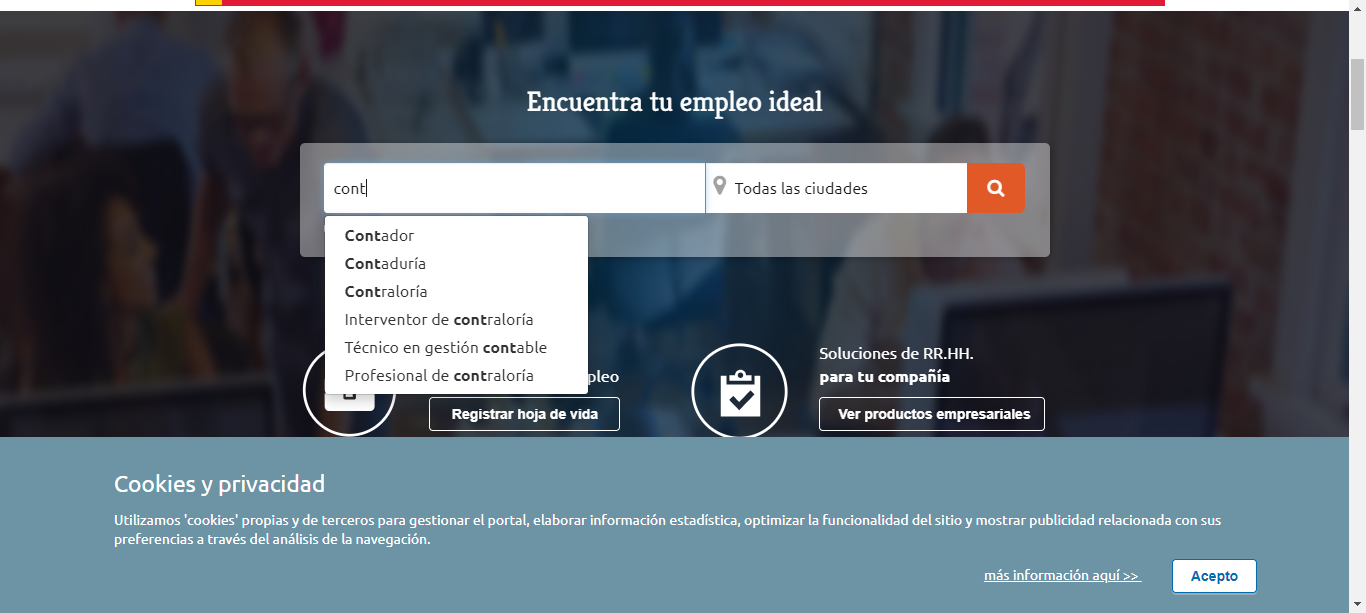 Encuentra tu empleo ideal
cont
Todas las ciudades
Contador
Contaduría
Contraloría
Interventor de contraloría
Técnico en gestión contable
Profesional de contraloría
Registrar hoja de vida
Soluciones de RR.HH.
para tu compañía
Ver productos empresariales
Cookies y privacidad
Utilizamos 'cookies' propias y de terceros para gestionar el portal, elaborar información estadística, optimizar la funcionalidad del sitio y mostrar publicidad relacionada con sus
preferencias a través del análisis de la navegación.
más información aquí >>
Acepto